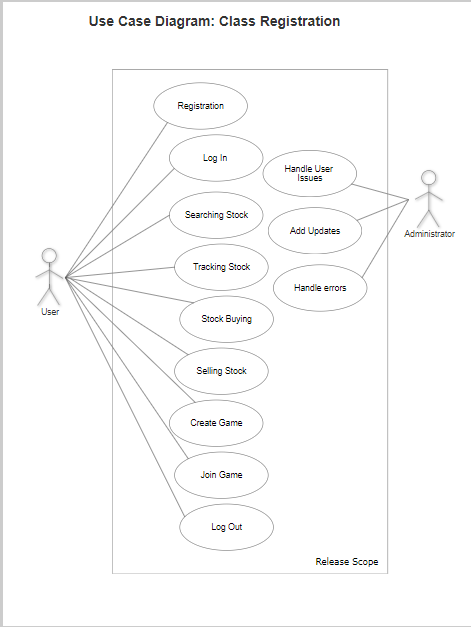 Use Case Diagram: Class Registration
Registration
Log In
Handle User
Issues
Searching Stock
Add Updates
Administrator
Tracking Stock
Handle errors
User
Stock Buying
Selling Stock
Create Game
Join Game
Log Out
Release Scope